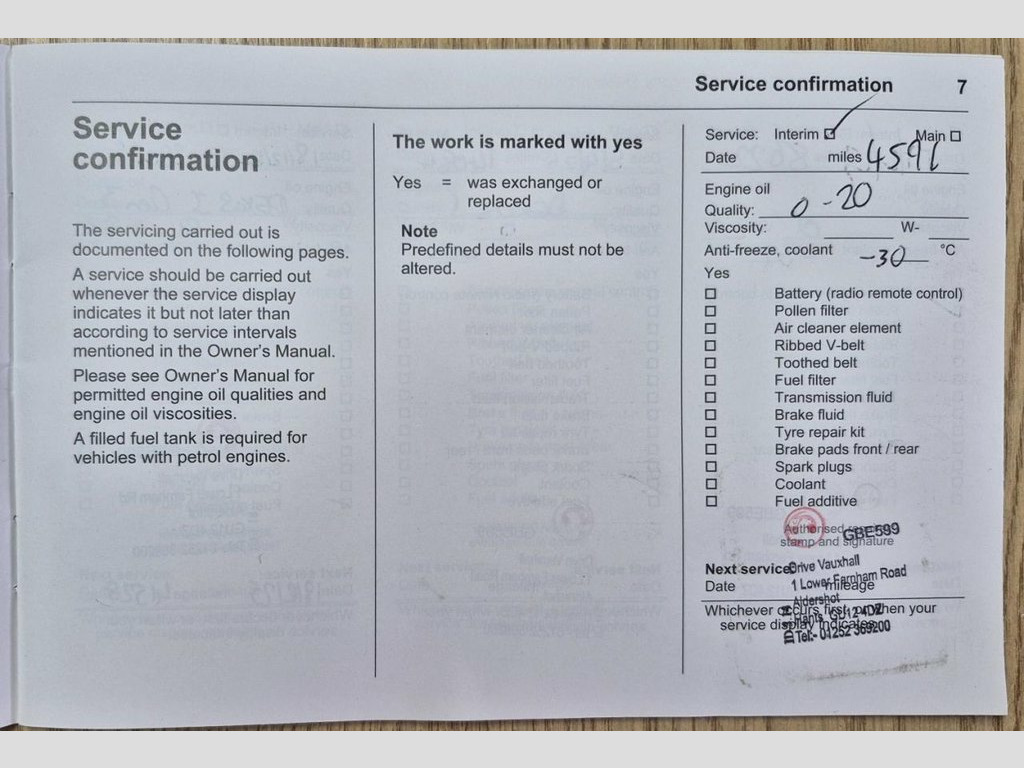 Service confirmation 7
Service
confirmation
The servicing carried out is
documented on the following pages.
A service should be carried out
whenever the service display
indicates it but not later than
according to service intervals
mentioned in the Owner's Manual.
Please see Owner's Manual for
permitted engine oil qualities and
engine oil viscosities.
A filled fuel tank is required for
vehicles with petrol engines.
The work is marked with yes
Yes = was exchanged or
replaced
Note
Predefined details must not be
altered.
Service: Interim Main
Date miles 4591
Engine oil
Quality: 0-20
Viscosity: W-
Anti-freeze, coolant -30 °C
Yes
Battery (radio remote control)
Pollen filter
Air cleaner element
Ribbed V-belt
Toothed belt
Fuel filter
Transmission fluid
Brake fluid
Tyre repair kit
Brake pads front / rear
Spark plugs
Coolant
Fuel additive
Authorised
stamp and signature
GBE599
Next service
Date mileage
Whichever occurs first, or when your
service display indicates
Drive Vauxhall
1 Lower Farnham Road
Aldershot
Hants GU12 4DZ
Tel:- 01252 369200